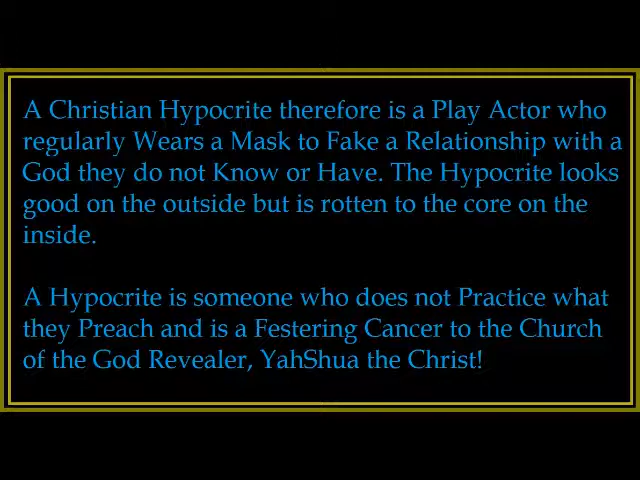 A Christian Hypocrite therefore is a Play Actor who
regularly Wears a Mask to Fake a Relationship with a
God they do not Know or Have. The Hypocrite looks
good on the outside but is rotten to the core on the
inside.
A Hypocrite is someone who does not Practice what
they Preach and is a Festering Cancer to the Church
of the God Revealer, YahShua the Christ!